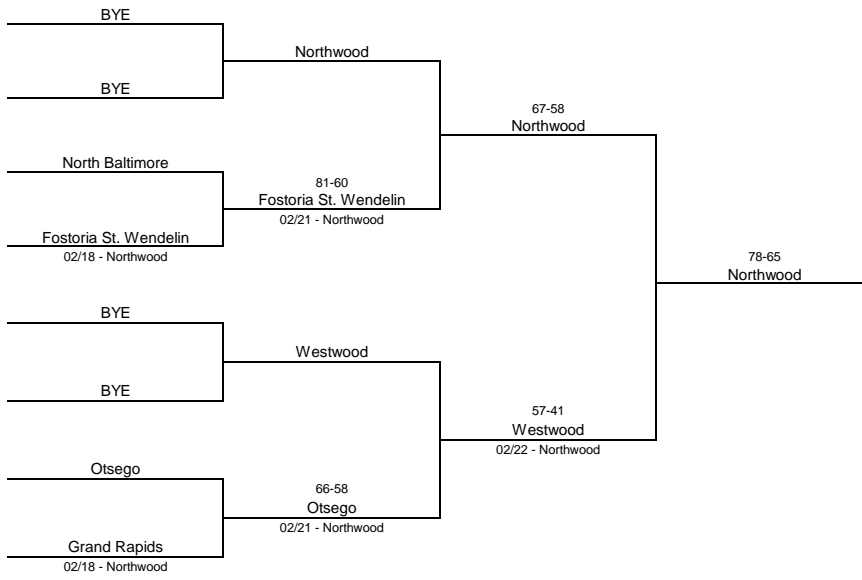 BYE
Northwood
BYE
67-58
Northwood
North Baltimore
81-60
Fostoria St. Wendelin
02/21 - Northwood
Fostoria St. Wendelin
02/18 - Northwood
78-65
Northwood
BYE
Westwood
BYE
57-41
Westwood
02/22 - Northwood
Otsego
66-58
Otsego
02/21 - Northwood
Grand Rapids
02/18 - Northwood